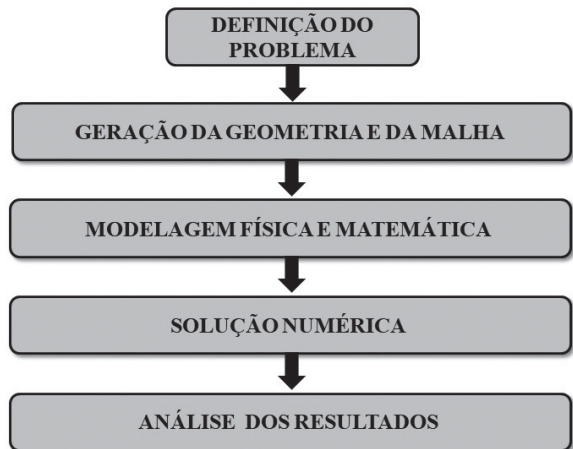 DEFINIÇÃO DO
PROBLEMA
GERAÇÃO DA GEOMETRIA E DA MALHA
MODELAGEM FÍSICA E MATEMÁTICA
SOLUÇÃO NUMÉRICA
ANÁLISE DOS RESULTADOS